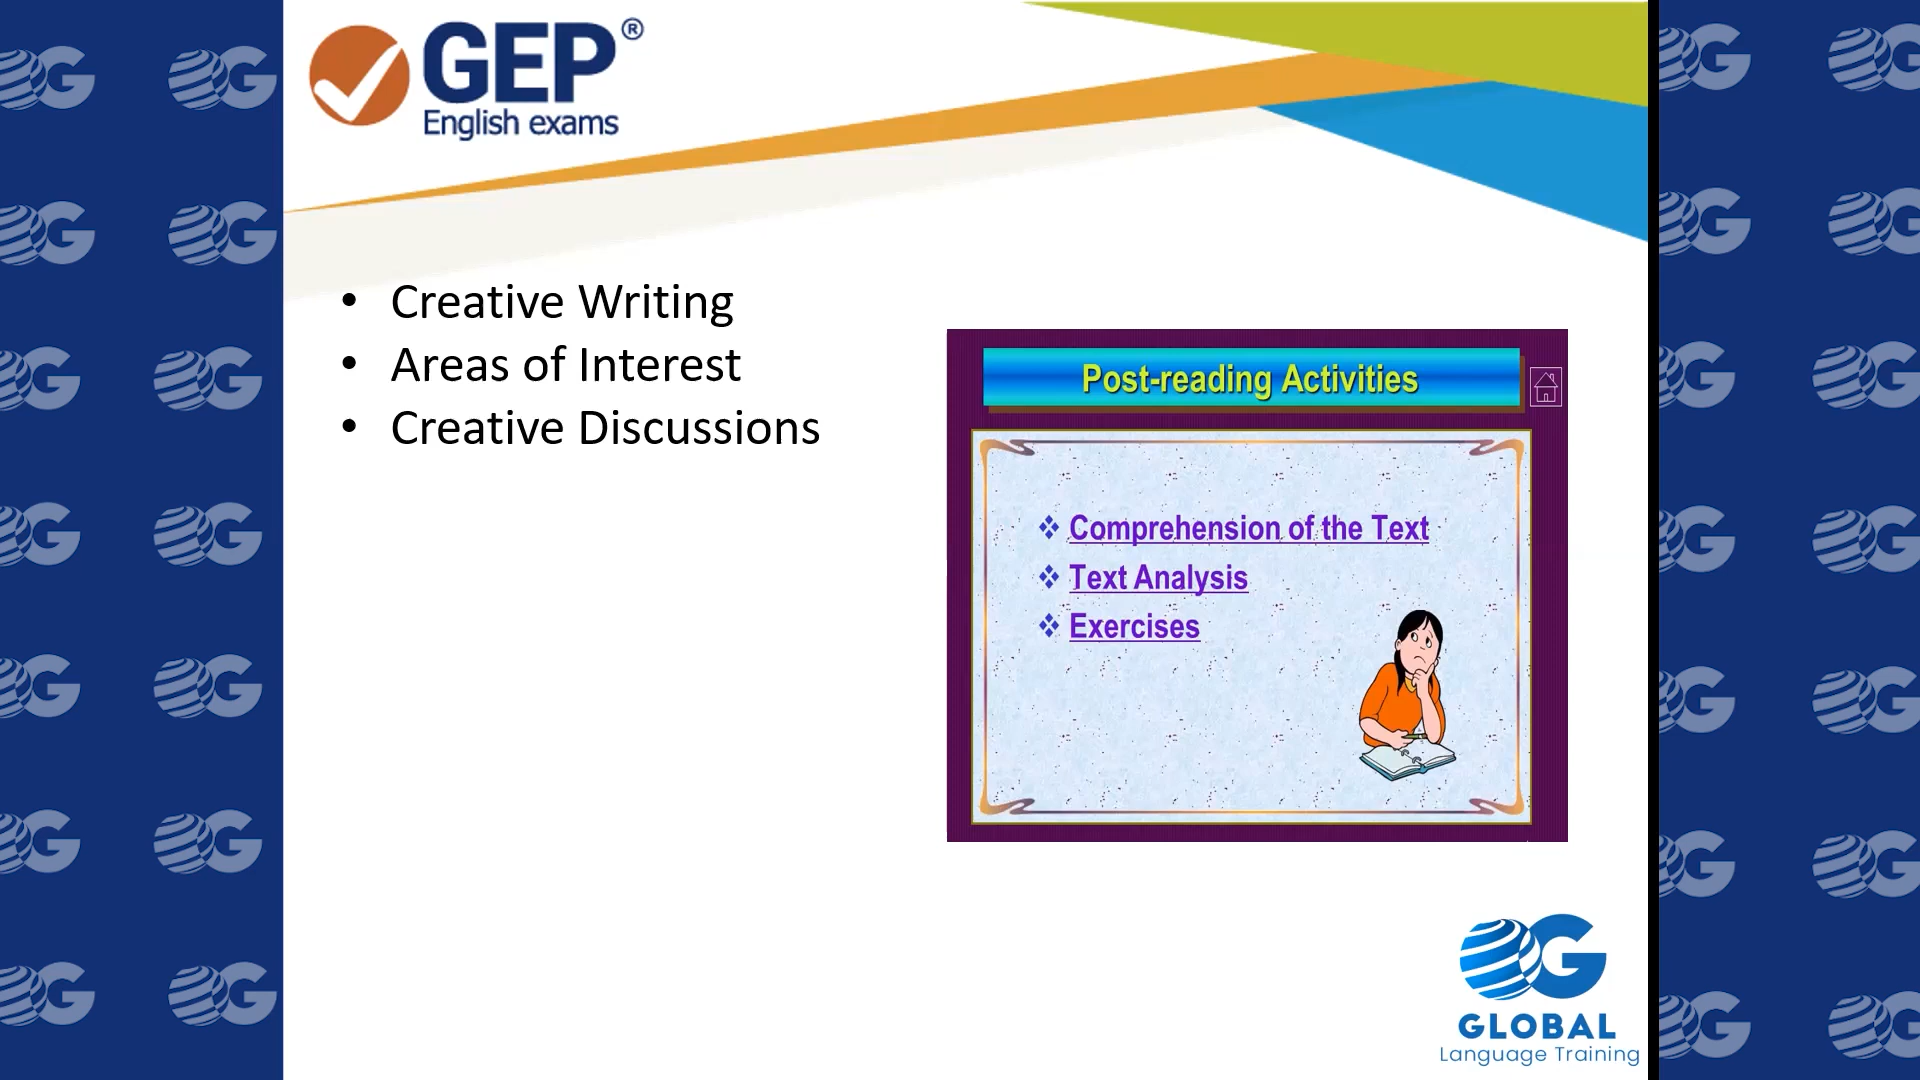 GEP®
English exams
• Creative Writing
• Areas of Interest
• Creative Discussions
Post-reading Activities
❖ Comprehension of the Text
❖ Text Analysis
❖ Exercises
G
GLOBAL
Language Training